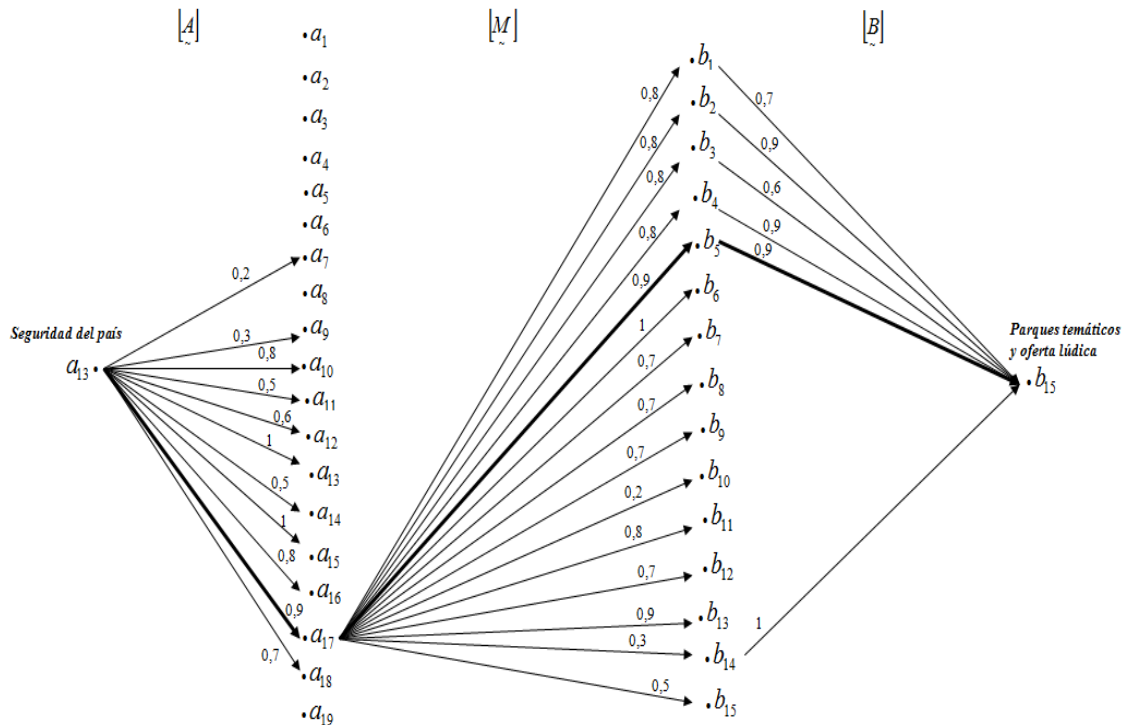 [A]
[M]
[B]
a1
a2
a3
a4
a5
a6
a7
a8
a9
a10
a11
a12
a13
a14
a15
a16
a17
a18
a19
Seguridad del país
a13
0,2
0,3
0,8
0,5
0,6
1
0,5
1
0,8
0,9
0,7
0,8
0,8
0,8
0,8
0,9
1
0,7
0,7
0,7
0,2
0,8
0,7
0,9
0,3
0,5
b1
b2
b3
b4
b5
b6
b7
b8
b9
b10
b11
b12
b13
b14
b15
0,7
0,9
0,6
0,9
0,9
1
Parques temáticos
y oferta lúdica
b15